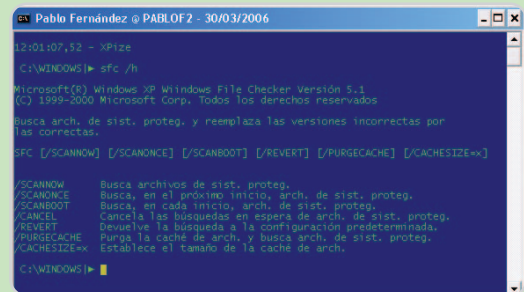 Pablo Fernández @ PABLOF2 - 30/03/2006
12:01:07,52 - XPize
C:\WINDOWS|► sfc /h
Microsoft(R) Windows XP Wiindows File Checker Versión 5.1
(C) 1999-2000 Microsoft Corp. Todos los derechos reservados
Busca arch. de sist. proteg. y reemplaza las versiones incorrectas por
las correctas.
SFC [/SCANNOW] [/SCANONCE] [/SCANBOOT] [/REVERT] [/PURGECACHE] [/CACHESIZE=x]
/SCANNOW Busca archivos de sist. proteg.
/SCANONCE Busca, en el próximo inicio, arch. de sist. proteg.
/SCANBOOT Busca, en cada inicio, arch. de sist. proteg.
/CANCEL Cancela las búsquedas en espera de arch. de sist. proteg.
/REVERT Devuelve la búsqueda a la configuración predeterminada.
/PURGECACHE Purga la caché de arch. y busca arch. de sist. proteg.
/CACHESIZE=x Establece el tamaño de la caché de arch.
C:\WINDOWS|►